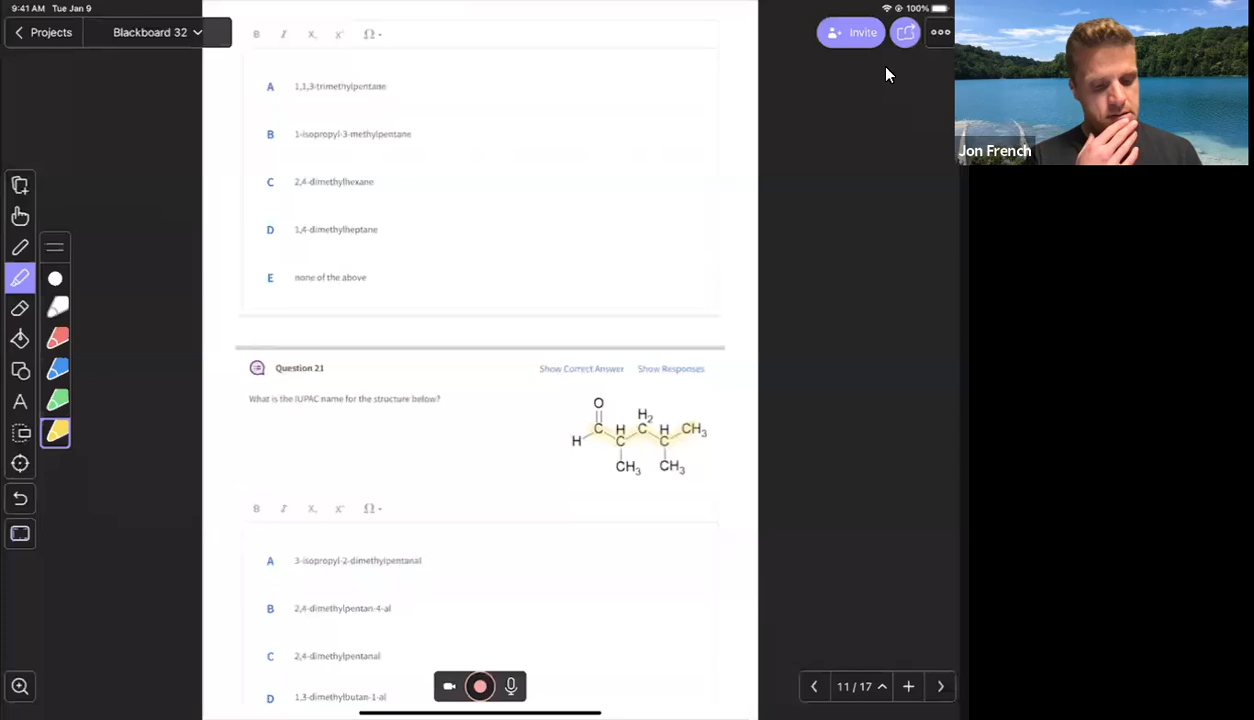 9:41 AM Tue Jan 9
100%
Projects
Blackboard 32
Invite
Jon French
B I X, X' Ω
A 1,1,3-trimethylpentane
B 1-isopropyl-3-methylpentane
C 2,4-dimethylhexane
D 1,4-dimethylheptane
E none of the above
Question 21
Show Correct Answer Show Responses
What is the IUPAC name for the structure below?
O
H₂
H H CH₃
H
CH₃ CH₃
B I X, X' Ω
A 3-isopropyl-2-dimethylpentanal
B 2,4-dimethylpentan-4-al
C 2,4-dimethylpentanal
D 1,3-dimethylbutan-1-al
A
11 / 17